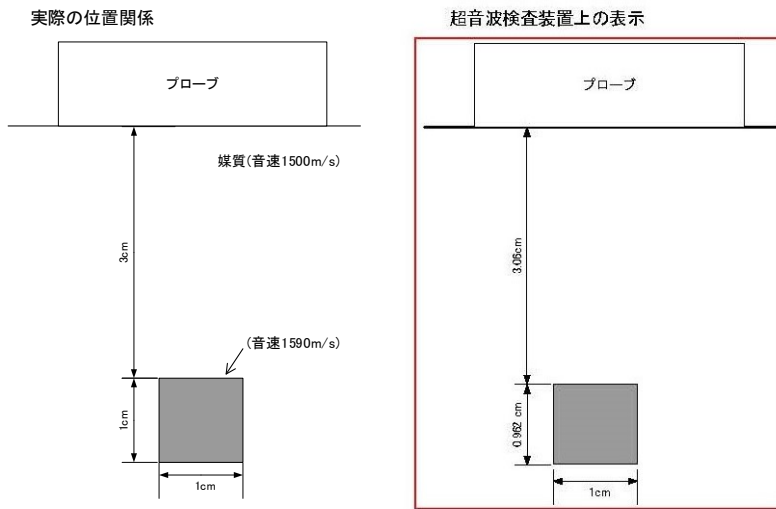 実際の位置関係
プローブ
媒質(音速1500m/s)
3cm
(音速1590m/s)
1cm
1cm
超音波検査装置上の表示
プローブ
3.06cm
0.962 cm
1cm